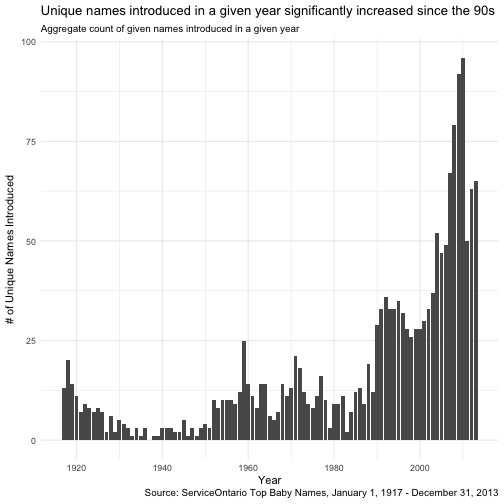 Unique names introduced in a given year significantly increased since the 90s
Aggregate count of given names introduced in a given year
100
75
50
25
0
# of Unique Names Introduced
1920 1940 1960 1980 2000
Year
Source: ServiceOntario Top Baby Names, January 1, 1917 - December 31, 2013